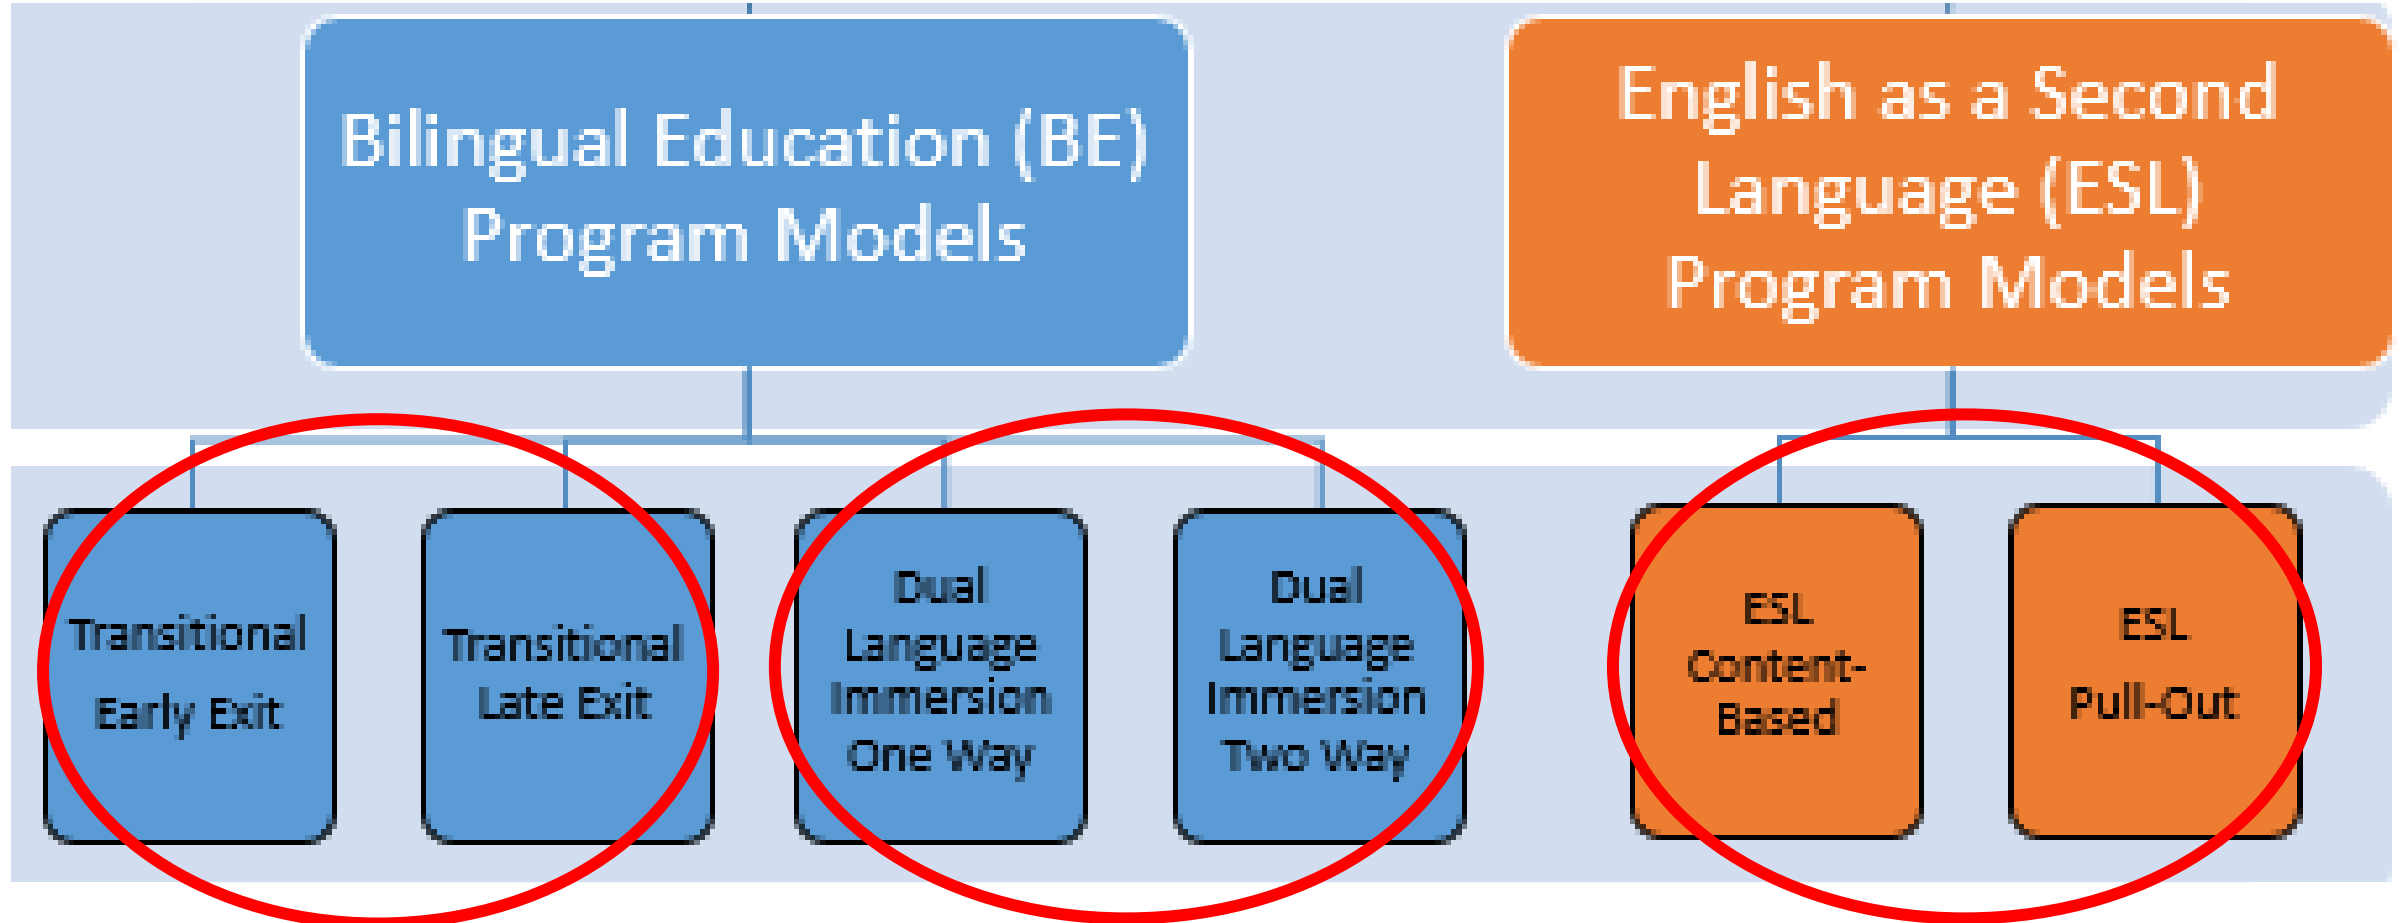 Bilingual Education (BE)
Program Models
English as a Second
Language (ESL)
Program Models
Transitional
Early Exit
Transitional
Late Exit
Dual
Language
Immersion
One Way
Dual
Language
Immersion
Two Way
ESL
Content-
Based
ESL
Pull-Out